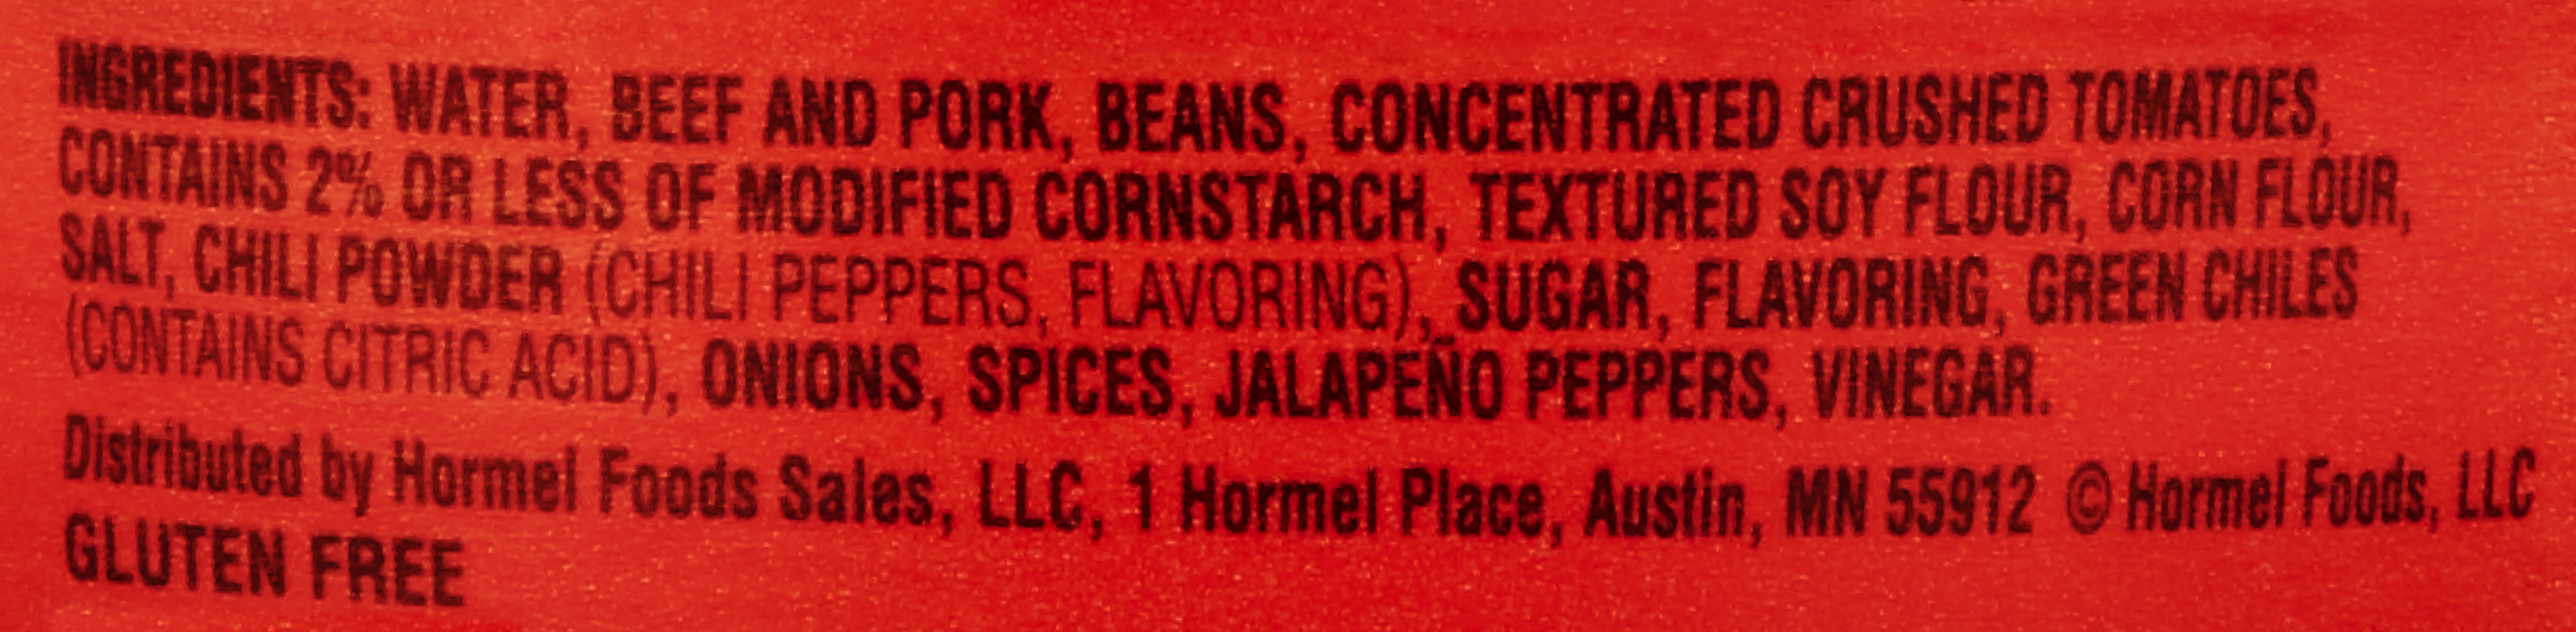 INGREDIENTS: WATER, BEEF AND PORK, BEANS, CONCENTRATED CRUSHED TOMATOES,
CONTAINS 2% OR LESS OF MODIFIED CORNSTARCH, TEXTURED SOY FLOUR, CORN FLOUR,
SALT, CHILI POWDER (CHILI PEPPERS, FLAVORING), SUGAR, FLAVORING, GREEN CHILES
(CONTAINS CITRIC ACID), ONIONS, SPICES, JALAPEÑO PEPPERS, VINEGAR.
Distributed by Hormel Foods Sales, LLC, 1 Hormel Place, Austin, MN 55912 © Hormel Foods, LLC
GLUTEN FREE